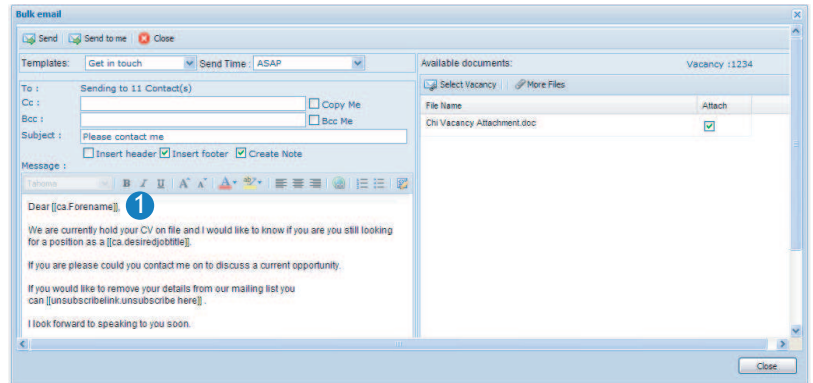 Bulk email
Send Send to me Close
Templates: Get in touch Send Time : ASAP
To : Sending to 11 Contact(s)
Cc : Copy Me
Bcc : Bcc Me
Subject : Please contact me
Insert header Insert footer Create Note
Message :
Tahoma B I U A A A
Dear [[ca.Forename]], 1
We are currently hold your CV on file and I would like to know if you are you still looking
for a position as a [[ca.desiredjobtitle]].
If you are please could you contact me on to discuss a current opportunity.
If you would like to remove your details from our mailing list you
can [[unsubscribelink.unsubscribe here]] .
I look forward to speaking to you soon.
Available documents: Vacancy :1234
Select Vacancy More Files
File Name Attach
Chi Vacancy Attachment.doc
Close